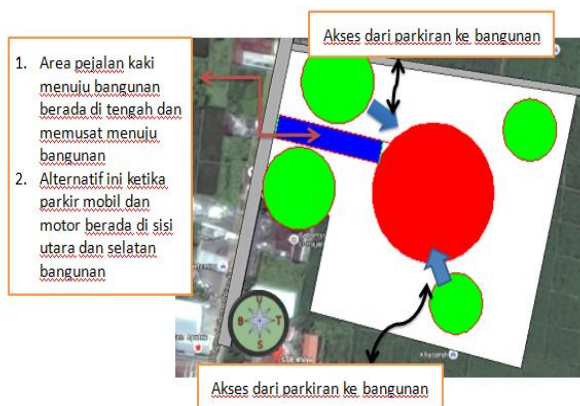 Akses dari parkiran ke bangunan
1. Area pejalan kaki
menuju bangunan
berada di tengah dan
memusat menuju
bangunan
2. Alternatif ini ketika
parkir mobil dan
motor berada di sisi
utara dan selatan
bangunan
U
B T
S
Akses dari parkiran ke bangunan